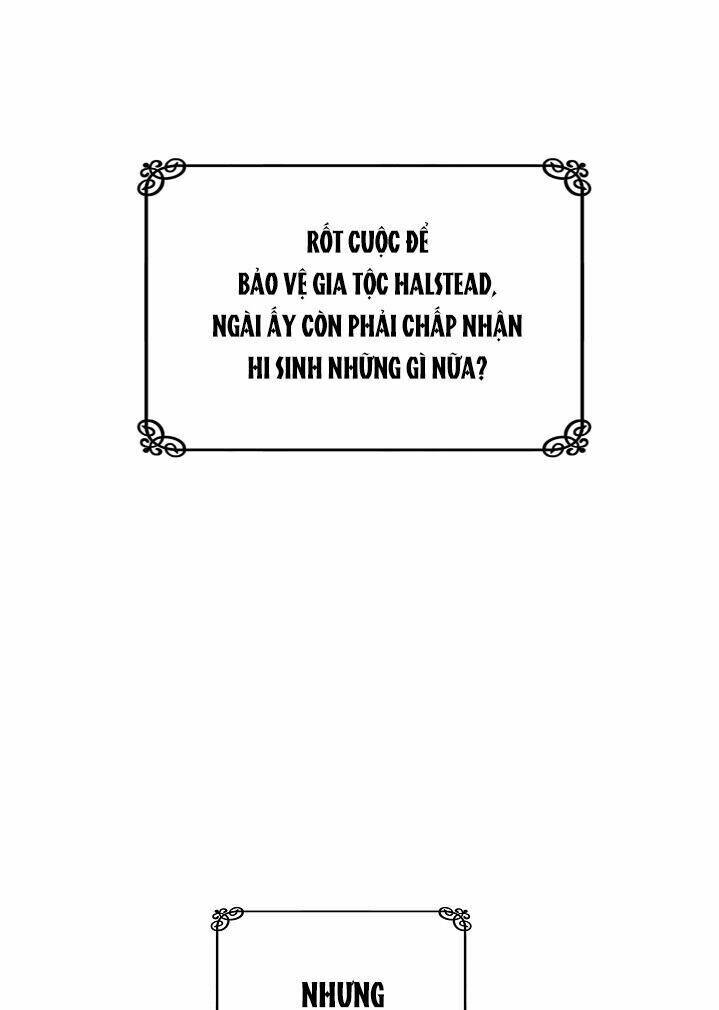 RỐT CUỘC ĐỂ
BẢO VỆ GIA TỘC HALSTEAD,
NGÀI ẤY CÒN PHẢI CHẤP NHẬN
HI SINH NHỮNG GÌ NỮA?
NHƯNG